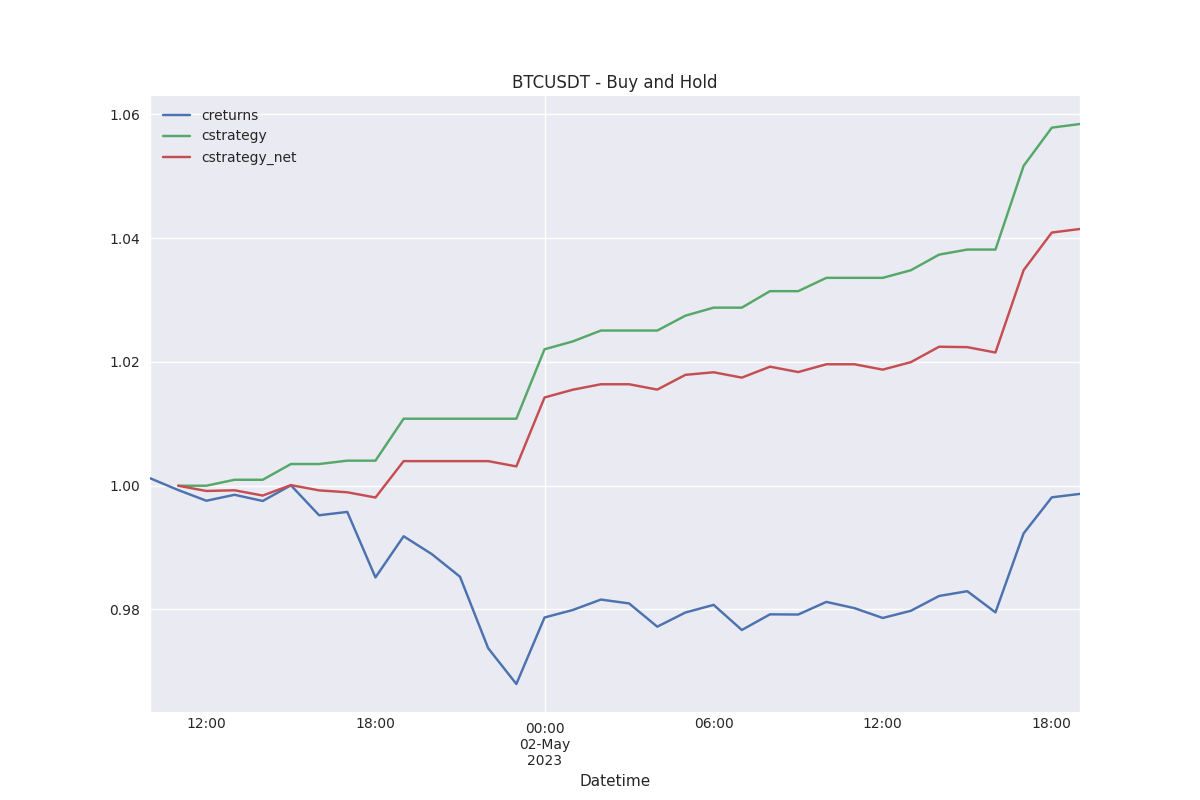 BTCUSDT - Buy and Hold
creturns
cstrategy
cstrategy_net
1.06
1.04
1.02
1.00
0.98
12:00
18:00
00:00
02-May
2023
06:00
12:00
18:00
Datetime